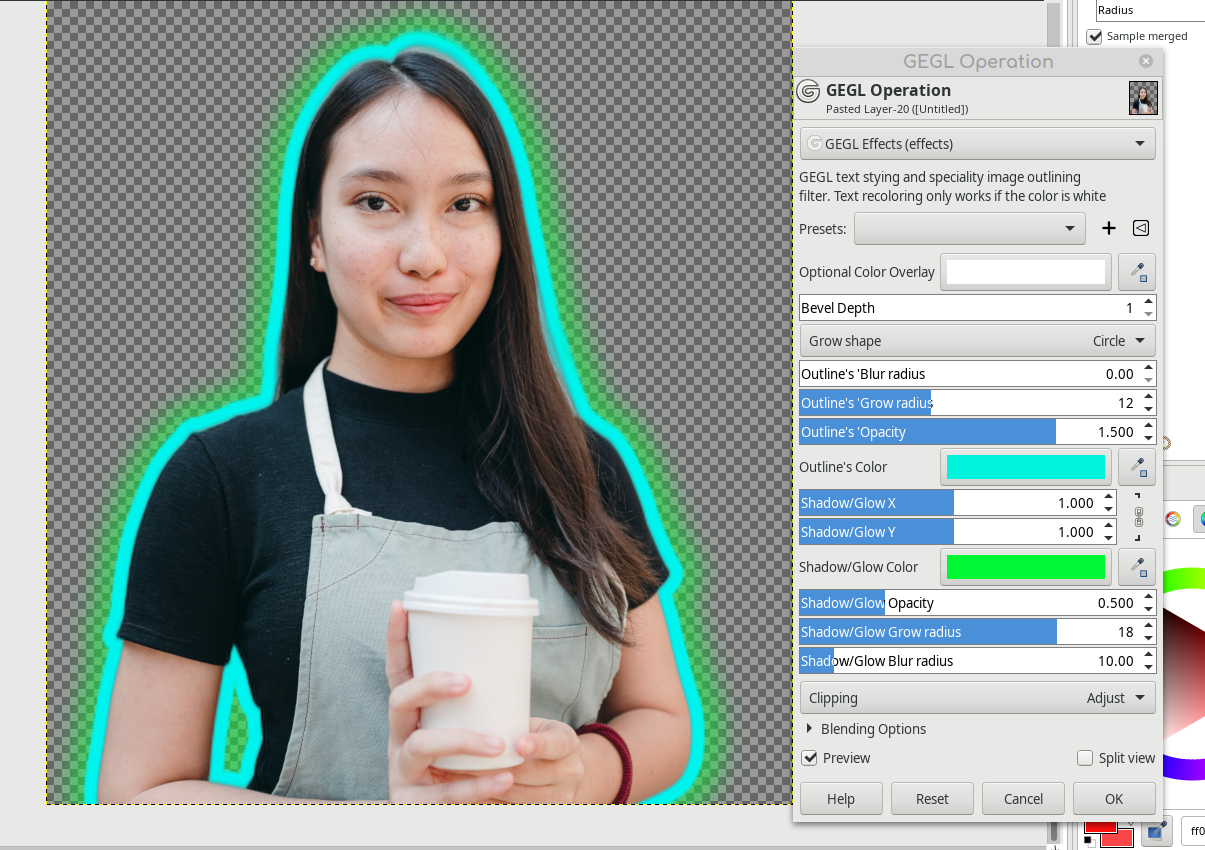 Radius
Sample merged
GEGL Operation
GEGL Operation
Pasted Layer-20 ([Untitled])
GEGL Effects (effects)
GEGL text stying and speciality image outlining
filter. Text recoloring only works if the color is white
Presets:
Optional Color Overlay
Bevel Depth 1
Grow shape Circle
Outline's 'Blur radius 0.00
Outline's 'Grow radius 12
Outline's 'Opacity 1.500
Outline's Color
Shadow/Glow X 1.000
Shadow/Glow Y 1.000
Shadow/Glow Color
Shadow/Glow Opacity 0.500
Shadow/Glow Grow radius 18
Shadow/Glow Blur radius 10.00
Clipping Adjust
Blending Options
Preview Split view
Help Reset Cancel OK
ff0